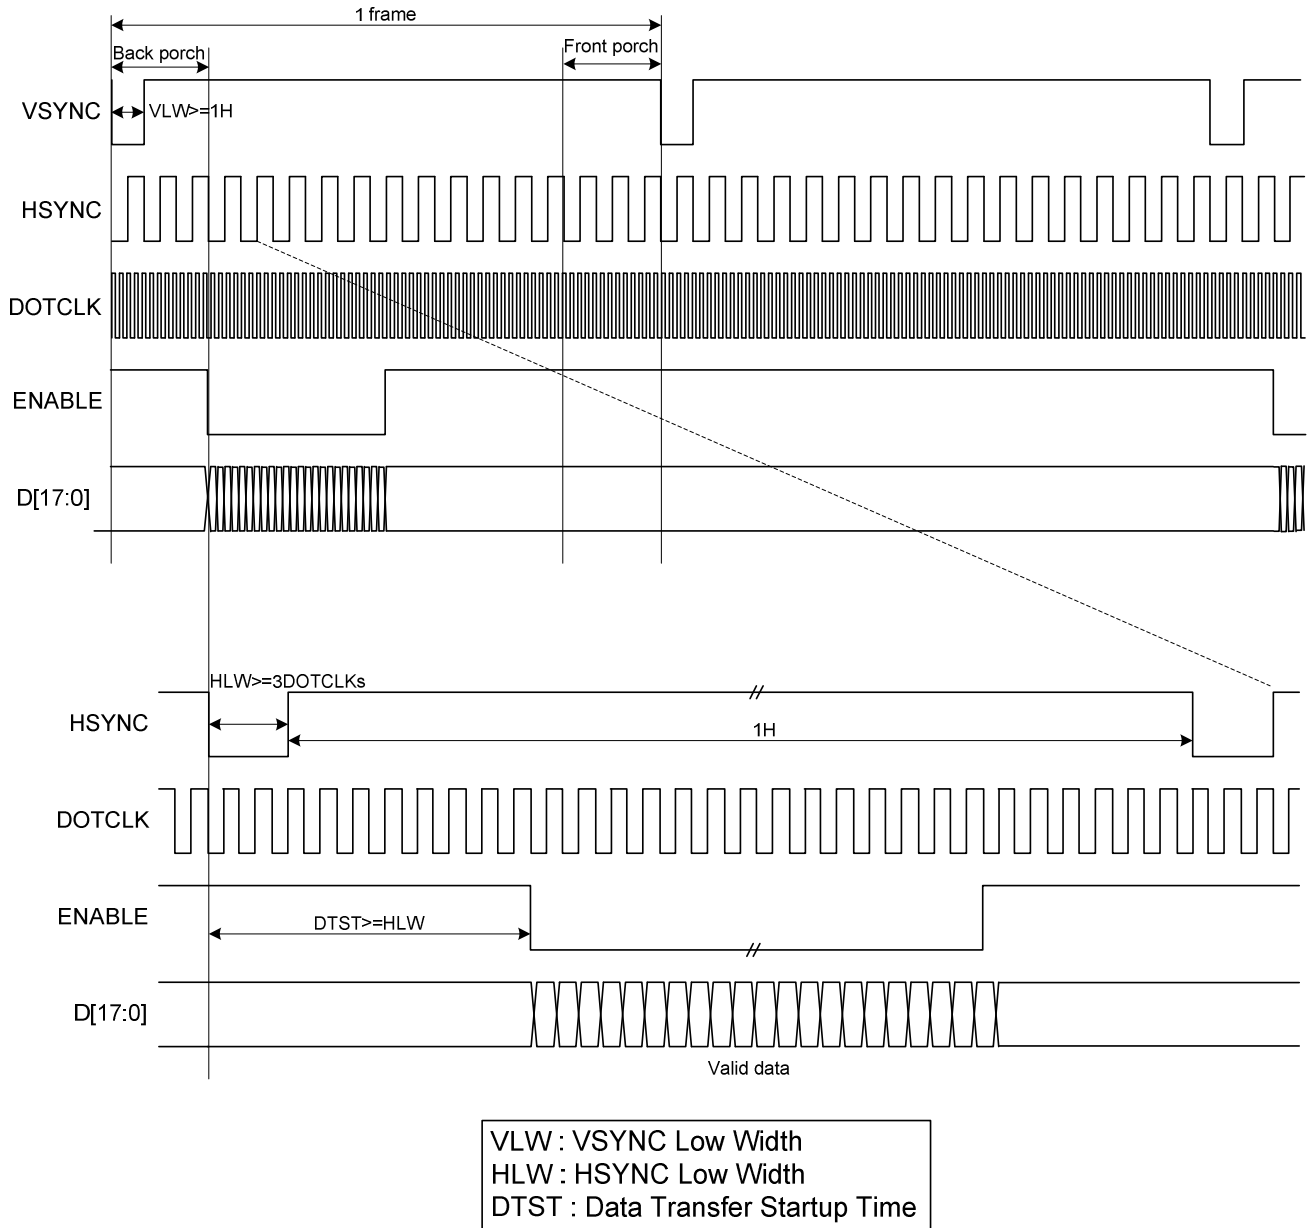 1 frame
Back porch
Front porch
VSYNC
VLW>=1H
HSYNC
DOTCLK
ENABLE
D[17:0]
HLW>=3DOTCLKs
HSYNC
1H
DOTCLK
ENABLE
DTST>=HLW
D[17:0]
Valid data
VLW : VSYNC Low Width
HLW : HSYNC Low Width
DTST : Data Transfer Startup Time